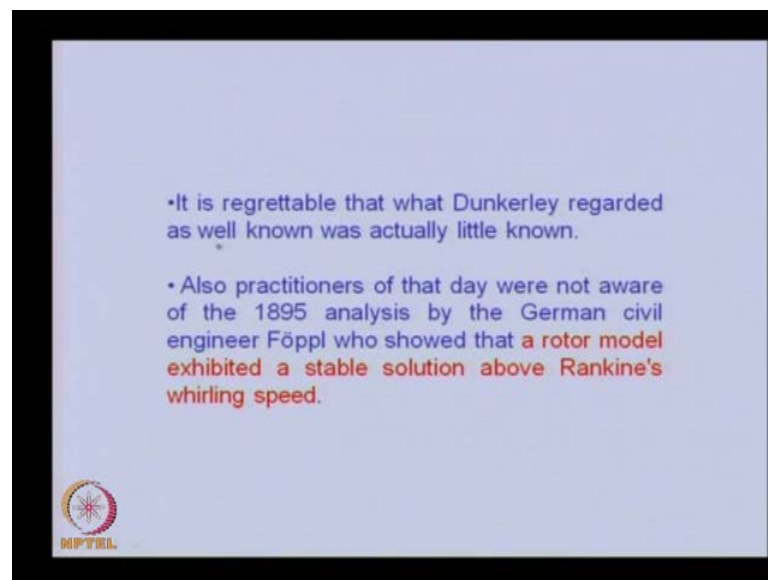 •It is regrettable that what Dunkerley regarded
as well known was actually little known.
• Also practitioners of that day were not aware
of the 1895 analysis by the German civil
engineer Föppl who showed that a rotor model
exhibited a stable solution above Rankine's
whirling speed.
NPTEL